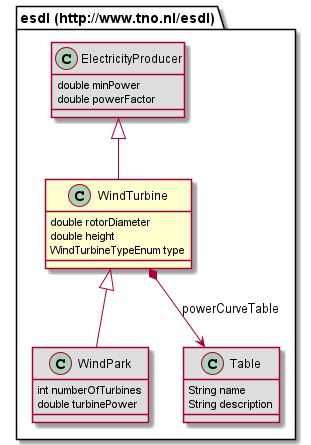 esdl (http://www.tno.nl/esdl)
C ElectricityProducer
double minPower
double powerFactor
C WindTurbine
double rotorDiameter
double height
WindTurbineTypeEnum type
powerCurveTable
C WindPark
int numberOfTurbines
double turbinePower
C Table
String name
String description